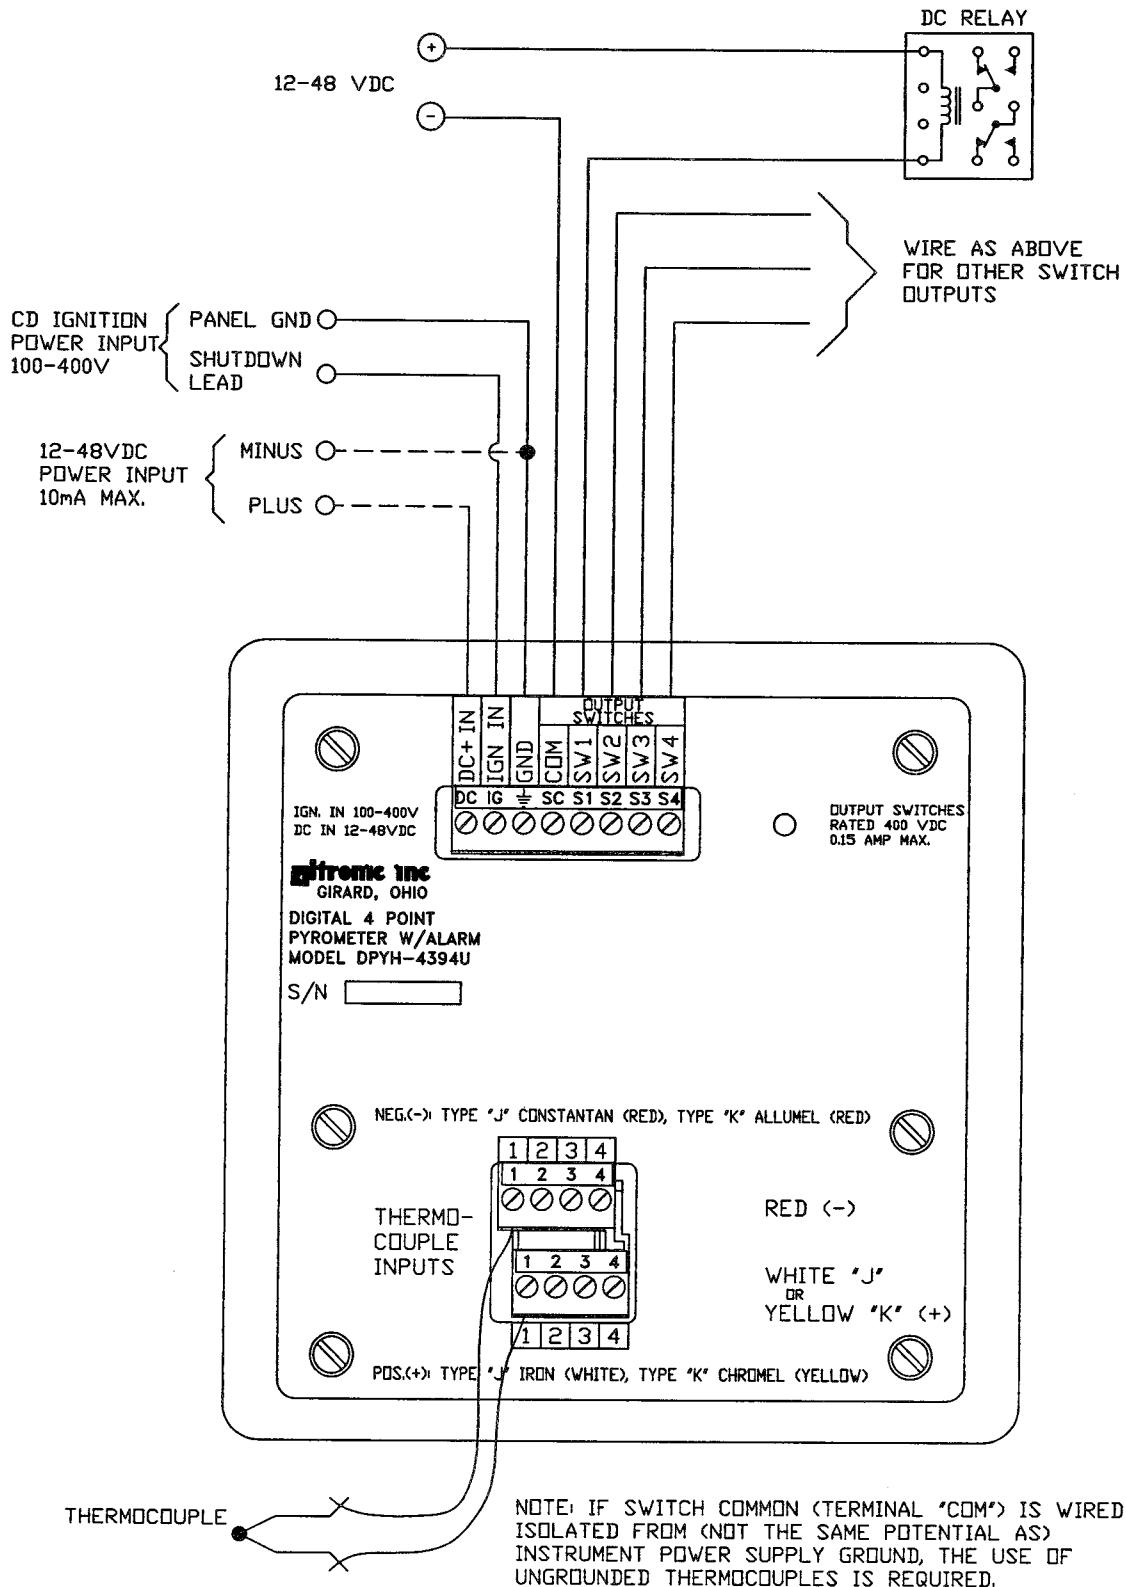 DC RELAY
+
12-48 VDC
-
WIRE AS ABOVE
FOR OTHER SWITCH
OUTPUTS
CD IGNITION
POWER INPUT
100-400V
PANEL GND
SHUTDOWN
LEAD
12-48VDC
POWER INPUT
10mA MAX.
MINUS
PLUS
OUTPUT
SWITCHES
DC+ IN
IGN IN
GND
COM
SW1
SW2
SW3
SW4
DC IG ⏚ SC S1 S2 S3 S4
IGN. IN 100-400V
DC IN 12-48VDC
OUTPUT SWITCHES
RATED 400 VDC
0.15 AMP MAX.
altronic inc
GIRARD, OHIO
DIGITAL 4 POINT
PYROMETER W/ALARM
MODEL DPYH-4394U
S/N
NEG.(-): TYPE "J" CONSTANTAN (RED), TYPE "K" ALLUMEL (RED)
1 2 3 4
1 2 3 4
THERMO-
COUPLE
INPUTS
RED (-)
1 2 3 4
WHITE "J"
OR
YELLOW "K" (+)
1 2 3 4
POS.(+): TYPE "J" IRON (WHITE), TYPE "K" CHROMEL (YELLOW)
THERMOCOUPLE
NOTE: IF SWITCH COMMON (TERMINAL "COM") IS WIRED
ISOLATED FROM (NOT THE SAME POTENTIAL AS)
INSTRUMENT POWER SUPPLY GROUND, THE USE OF
UNGROUNDED THERMOCOUPLES IS REQUIRED.